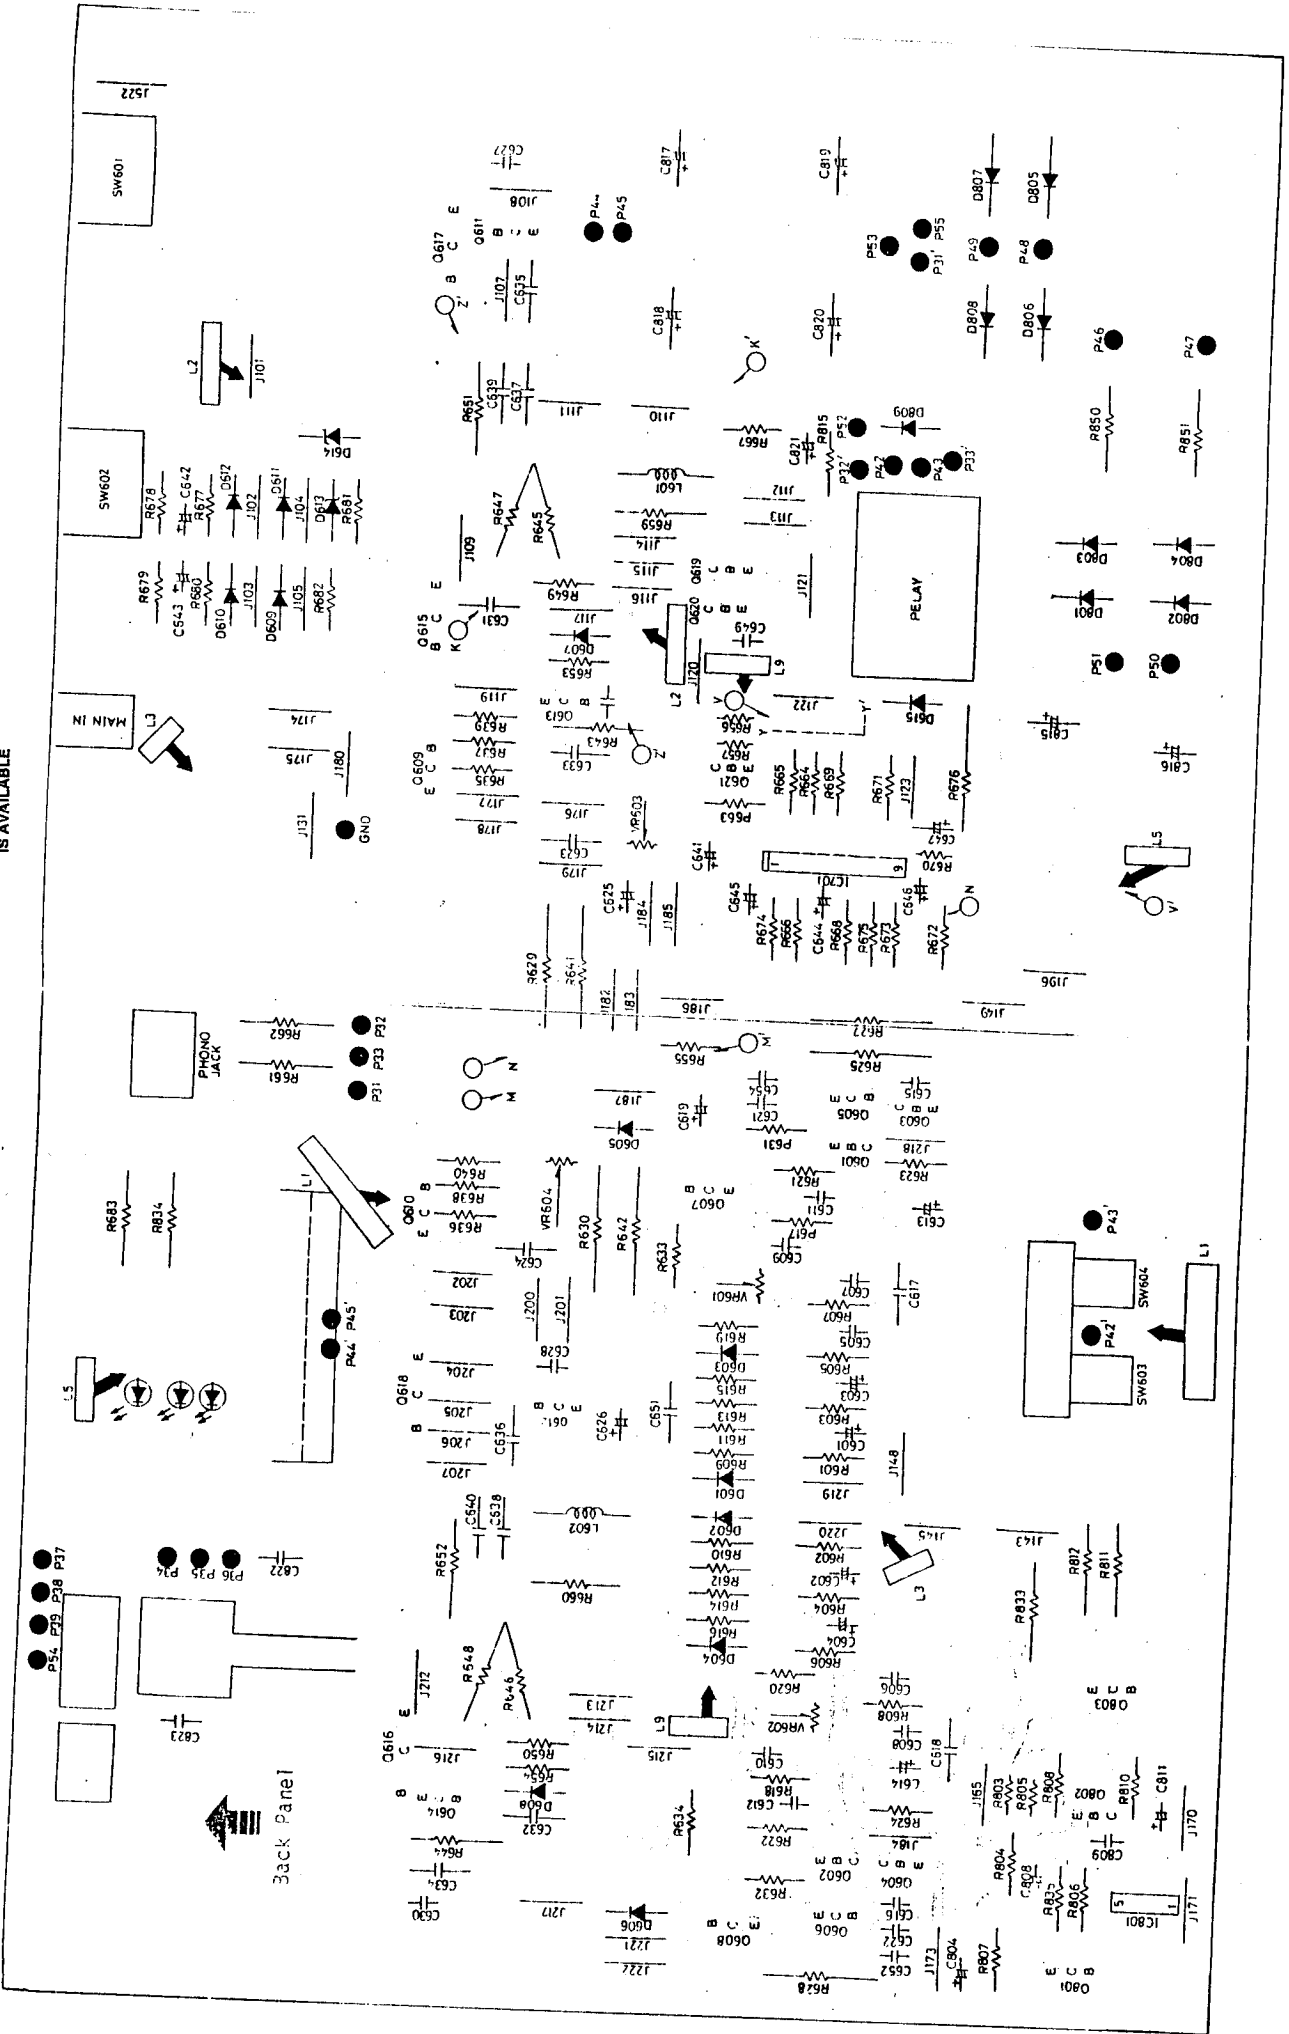 IS AVAILABLE
J522
SW601
C627
J108
Q617
B C E
Q611
B
C
E
P45
C817
C819
D807
D805
Z'
J107
C635
P53
P55
P31'
P49
P48
L2
J101
C818
C820
D808
D806
K'
P46
P47
SW602
R651
C639
C637
J111
J110
R667
C821
R815
P52
D809
R850
R851
D614
R678
C642
R677
D612
J102
D611
J104
D613
R681
R647
R645
J109
L601
R659
J114
J115
J116
J112
J113
P32'
P42
P43
P33'
R679
C643
R680
D610
J103
D609
J105
R682
Q615
B C E
K
C631
R649
J117
D607
R653
Q619
C
B
E
Q620
C
B
E
C649
J121
D803
D804
D801
D802
P51
P50
MAIN IN
L3
J174
J175
J180
J131
GND
J119
Q609
E C B
R639
R637
R635
J177
J178
Q613
E
C
B
R643
C633
J176
C623
J179
VR603
Z
L2
J120
L9
V
Y
Y'
J122
D615
R656
R657
Q621
C
B
E
P663
R665
R664
R669
R671
J123
R676
C815
C816
C641
C647
R670
L5
V'
IC701
1
9
C625
J184
J185
C645
R674
R666
C644
R668
R675
R673
C646
R672
N
R629
J182
J186
J196
J149
PHONO
JACK
R662
R661
P32
P33
P31
N
M
R655
M'
R625
J187
D605
C619
C654
C621
P631
Q605
E
C
B
C615
Q603
C
B
E
Q601
E
B
C
J218
R623
R683
R834
L1
Q610
E C B
R640
R638
R636
VR604
R630
R642
R633
Q607
B
C
E
R621
C611
R617
C609
C613
P43'
C624
J202
J203
J200
J201
VR601
C607
R607
C617
P45'
P44'
L5
J204
Q618
B C E
J205
J206
J207
C628
B
C
E
C626
C651
C636
R619
D603
R615
R613
R611
R609
D601
C605
R605
C603
R603
C601
R601
J219
J148
SW604
P42'
SW603
L1
P37
P38
P39
P54
P34
P35
P36
C822
C640
C638
R652
L602
R660
D602
R610
R612
R614
R616
D604
J220
R602
C602
R604
C604
R606
J145
L3
J143
R812
R811
R833
J212
R648
R646
J213
J214
J215
L9
R620
VR602
C606
R608
C608
C618
Q803
E
C
B
C823
Back Panel
Q616
B C E
J216
R650
D608
C632
Q614
E
C
B
R644
C634
C630
R634
C610
R618
C612
R622
R624
J184
J165
R803
R805
R808
Q802
E
B
C
R810
C811
C809
J170
R804
C808
R806
IC801
5
1
J171
R632
Q602
E
B
C
Q604
C
B
E
J217
D606
J221
J222
Q608
B
C
E
Q606
E
C
B
C616
C622
C652
J173
C804
R807
Q801
E
C
B
R628